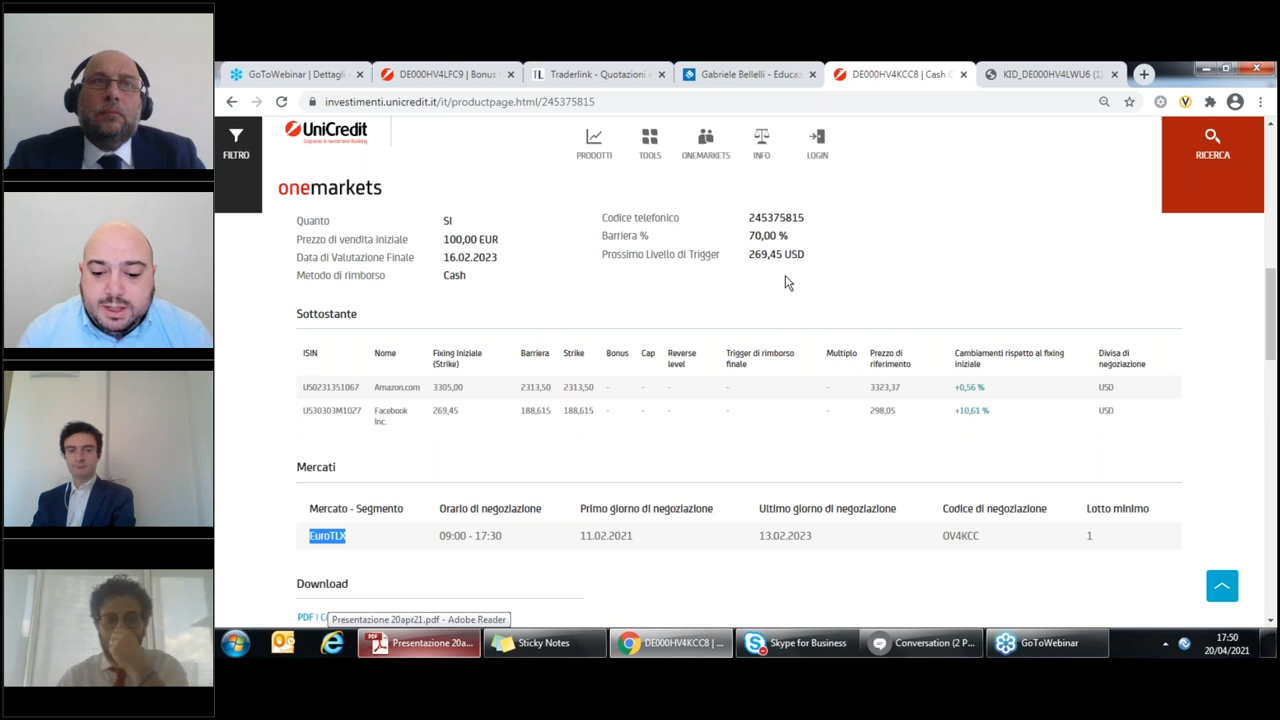 GoToWebinar | Dettagli
DE000HV4LFC9 | Bonus
Traderlink - Quotazioni e
Gabriele Bellelli - Educaz
DE000HV4KCC8 | Cash C
KID_DE000HV4LWU6 (1)
investimenti.unicredit.it/it/productpage.html/245375815
FILTRO
UniCredit
Corporate & Investment Banking
PRODOTTI
TOOLS
ONEMARKETS
INFO
LOGIN
RICERCA
onemarkets
Quanto SI
Prezzo di vendita iniziale 100,00 EUR
Data di Valutazione Finale 16.02.2023
Metodo di rimborso Cash
Codice telefonico 245375815
Barriera % 70,00 %
Prossimo Livello di Trigger 269,45 USD
Sottostante
ISIN Nome Fixing Iniziale (Strike) Barriera Strike Bonus Cap Reverse level Trigger di rimborso finale Multiplo Prezzo di riferimento Cambiamenti rispetto al fixing iniziale Divisa di negoziazione
US0231351067 Amazon.com 3305,00 2313,50 2313,50 - - - - - 3323,37 +0,56 % USD
US30303M1027 Facebook Inc. 269,45 188,615 188,615 - - - - - 298,05 +10,61 % USD
Mercati
Mercato - Segmento Orario di negoziazione Primo giorno di negoziazione Ultimo giorno di negoziazione Codice di negoziazione Lotto minimo
EuroTLX 09:00 - 17:30 11.02.2021 13.02.2023 OV4KCC 1
Download
PDF | C
Presentazione 20apr21.pdf - Adobe Reader
Presentazione 20a...
Sticky Notes
DE000HV4KCC8 | ...
Skype for Business
Conversation (2 P...
GoToWebinar
17:50
20/04/2021